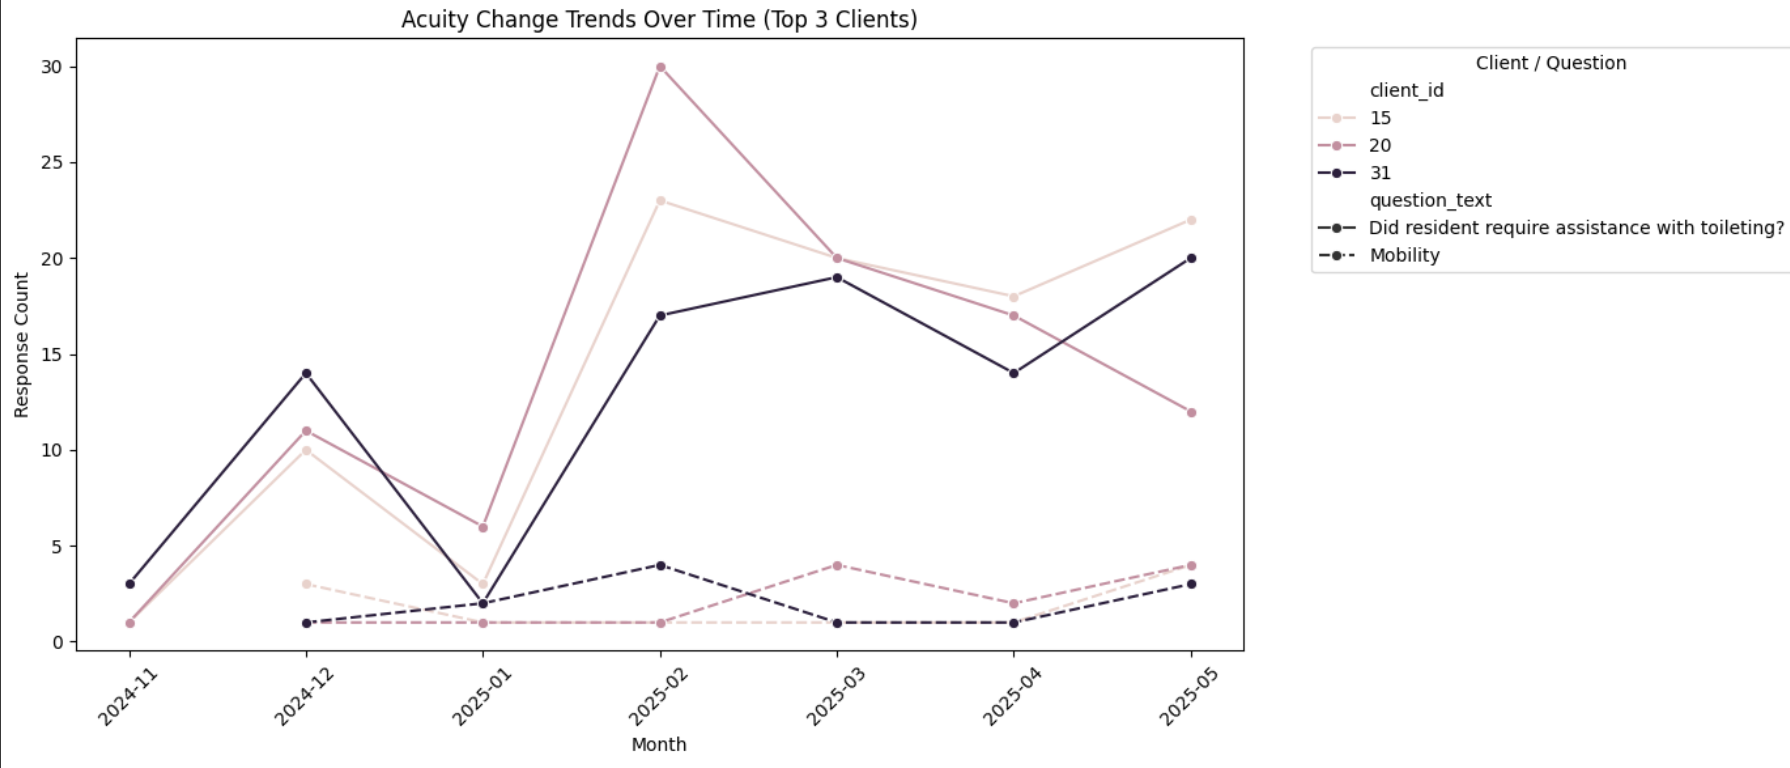 Acuity Change Trends Over Time (Top 3 Clients)
Response Count
30
25
20
15
10
5
0
2024-11
2024-12
2025-01
2025-02
2025-03
2025-04
2025-05
Month
Client / Question
client_id
15
20
31
question_text
Did resident require assistance with toileting?
Mobility